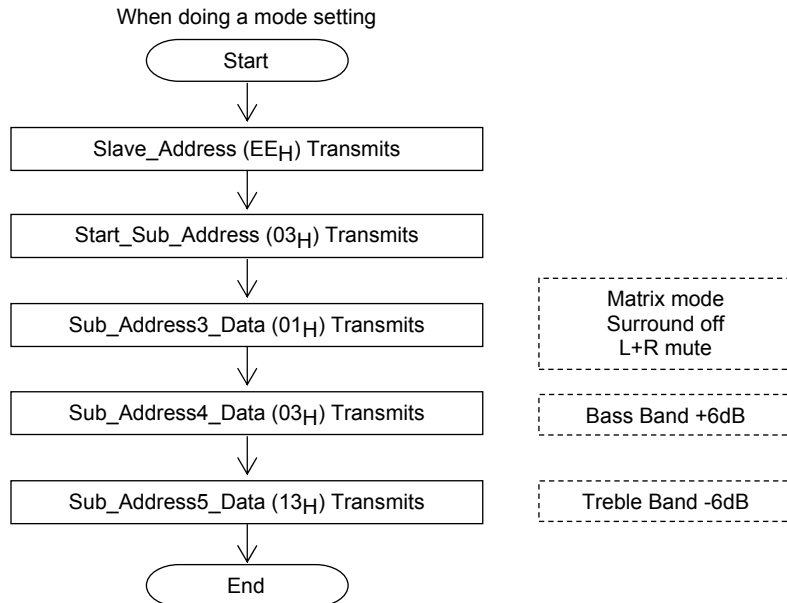 When doing a mode setting
Start
Slave_Address (EEH) Transmits
Start_Sub_Address (03H) Transmits
Sub_Address3_Data (01H) Transmits
Matrix mode
Surround off
L+R mute
Sub_Address4_Data (03H) Transmits
Bass Band +6dB
Sub_Address5_Data (13H) Transmits
Treble Band -6dB
End